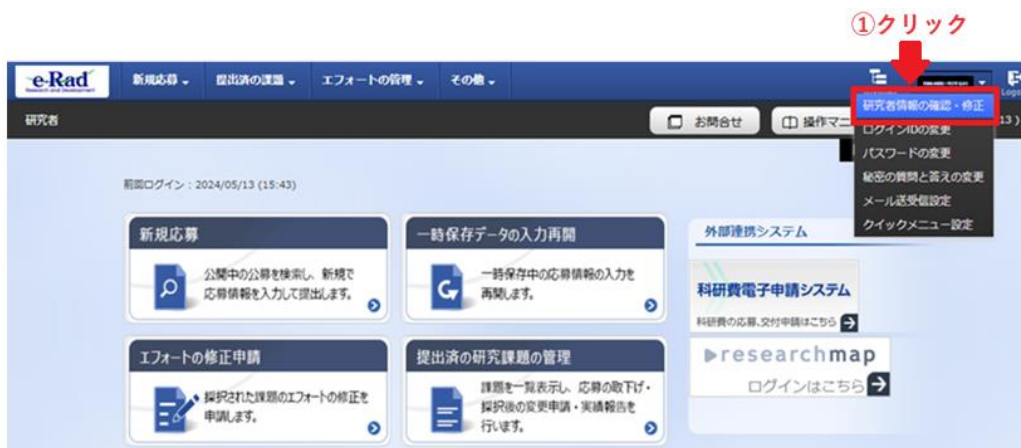 ①クリック
e-Rad
新規応募
提出済の課題
エフォートの管理
その他
研究者
お問合せ
操作マニ
研究者情報の確認・修正
ログインIDの変更
パスワードの変更
秘密の質問と答えの変更
メール送受信設定
クイックメニュー設定
前回ログイン：2024/05/13 (15:43)
新規応募
公開中の公募を検索し、新規で
応募情報を入力して提出します。
一時保存データの入力再開
一時保存中の応募情報の入力を
再開します。
外部連携システム
科研費電子申請システム
科研費の応募、交付申請はこちら
エフォートの修正申請
採択された課題のエフォートの修正を
申請します。
提出済の研究課題の管理
課題を一覧表示し、応募の取下げ・
採択後の変更申請・実績報告を
行います。
researchmap
ログインはこちら